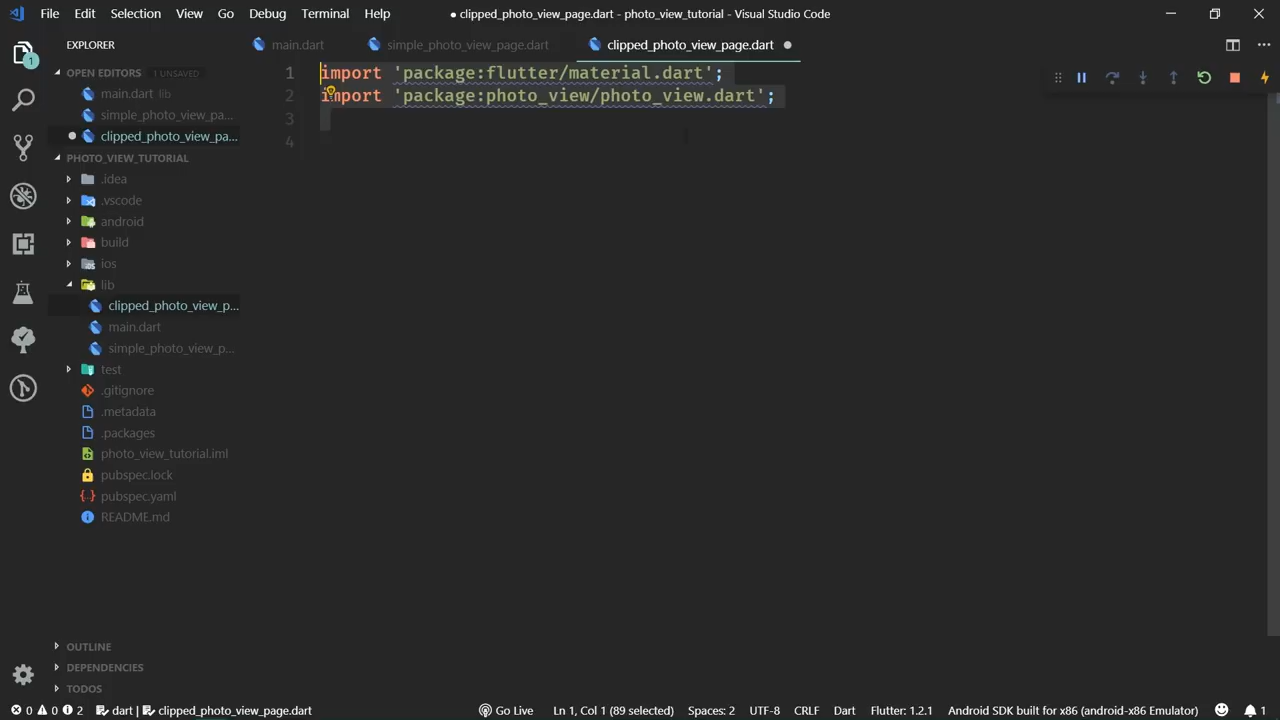 File Edit Selection View Go Debug Terminal Help
● clipped_photo_view_page.dart - photo_view_tutorial - Visual Studio Code
EXPLORER
main.dart
simple_photo_view_page.dart
clipped_photo_view_page.dart
1
OPEN EDITORS 1 UNSAVED
main.dart lib
simple_photo_view_pa...
clipped_photo_view_pa...
PHOTO_VIEW_TUTORIAL
.idea
.vscode
android
build
ios
lib
clipped_photo_view_p...
main.dart
simple_photo_view_p...
test
.gitignore
.metadata
.packages
photo_view_tutorial.iml
pubspec.lock
pubspec.yaml
README.md
OUTLINE
DEPENDENCIES
TODOS
1 import 'package:flutter/material.dart';
2 import 'package:photo_view/photo_view.dart';
3
4
0 0 2 dart | clipped_photo_view_page.dart
Go Live Ln 1, Col 1 (89 selected) Spaces: 2 UTF-8 CRLF Dart Flutter: 1.2.1 Android SDK built for x86 (android-x86 Emulator) 1